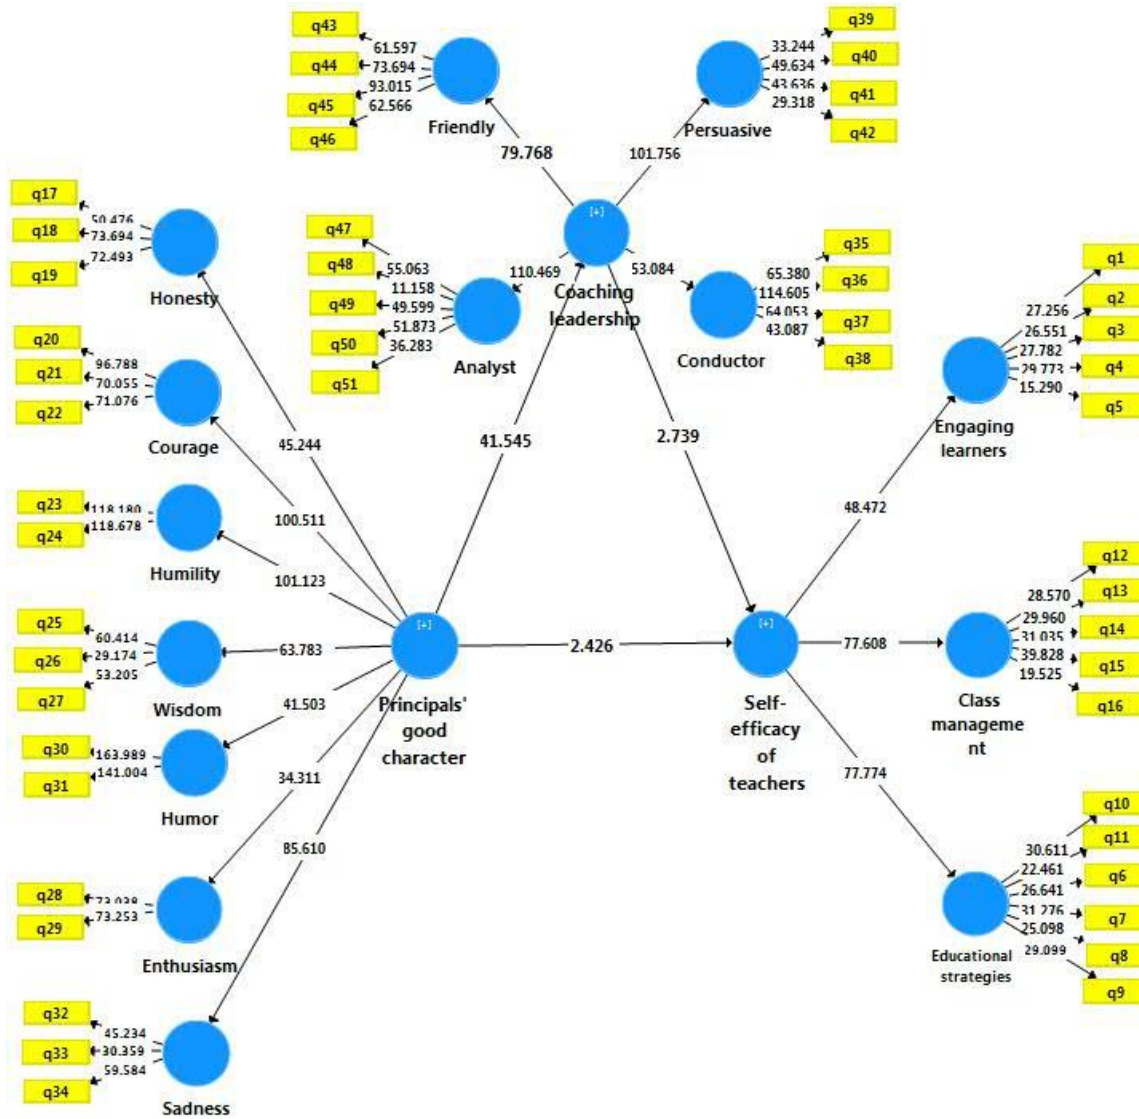 q43
q44
q45
q46
61.597
73.694
93.015
62.566
Friendly
q39
q40
q41
q42
33.244
49.634
43.636
29.318
Persuasive
79.768
101.756
q17
q18
q19
50.476
73.694
72.493
Honesty
q47
q48
q49
q50
q51
55.063
11.158
49.599
51.873
36.283
Analyst
[+]
Coaching
leadership
110.469
53.084
q35
q36
q37
q38
65.380
114.605
64.053
43.087
Conductor
q1
q2
q3
q4
q5
27.256
26.551
27.782
29.773
15.290
Engaging
learners
q20
q21
q22
96.788
70.055
71.076
Courage
45.244
41.545
2.739
48.472
q23
q24
118.180
118.678
Humility
100.511
101.123
q25
q26
q27
60.414
29.174
53.205
Wisdom
63.783
[+]
Principals'
good
character
2.426
[+]
Self-
efficacy
of
teachers
77.608
q12
q13
q14
q15
q16
28.570
29.960
31.035
39.828
19.525
Class
manageme
nt
q30
q31
163.989
141.004
Humor
41.503
34.311
85.610
77.774
q28
q29
73.253
Enthusiasm
q10
q11
q6
q7
q8
q9
30.611
22.461
26.641
31.276
25.098
29.099
Educational
strategies
q32
q33
q34
45.234
30.359
59.584
Sadness